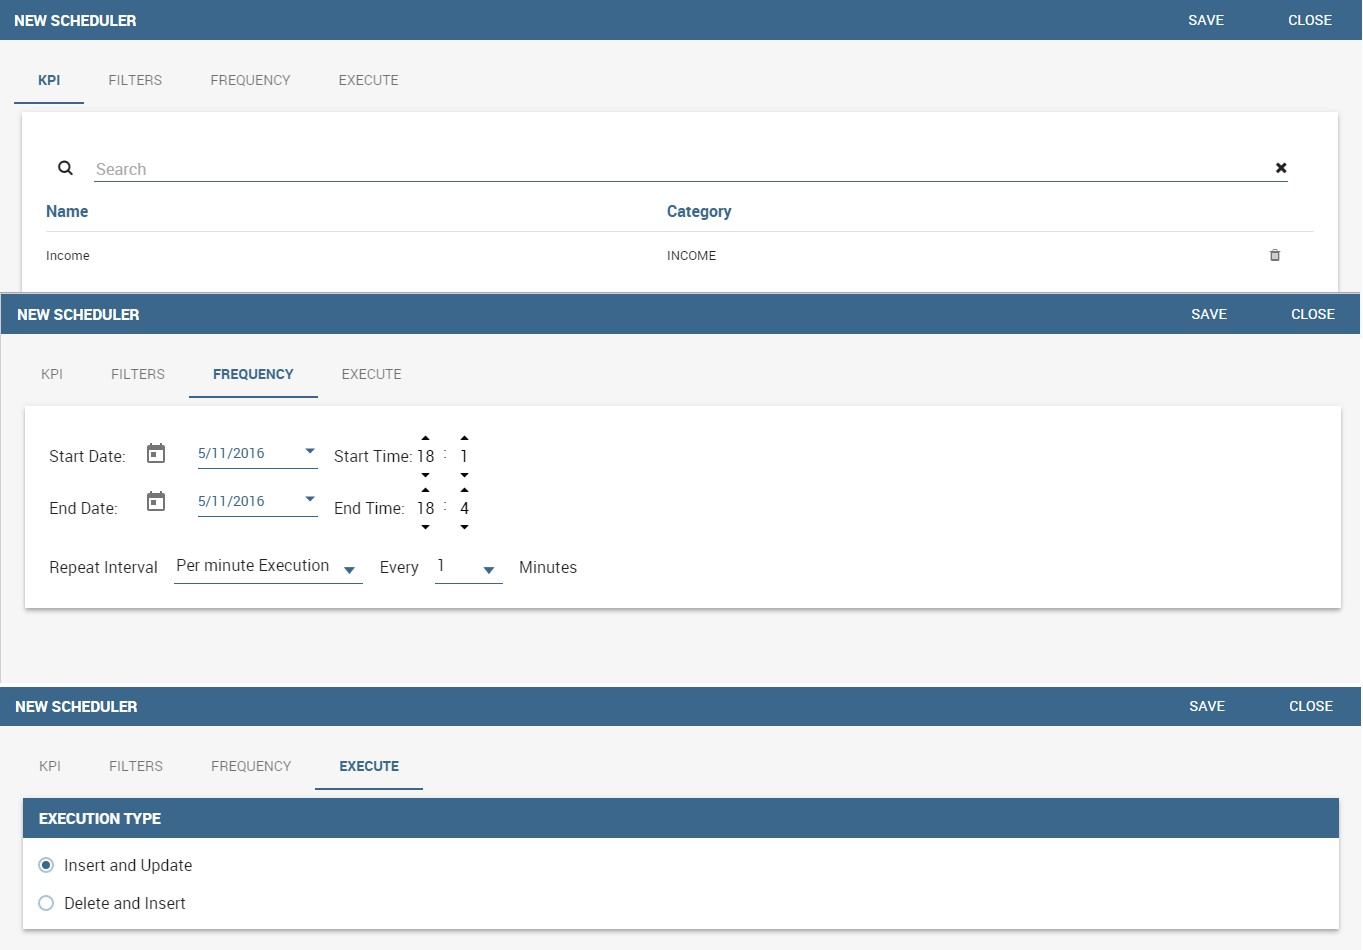 NEW SCHEDULER SAVE CLOSE
KPI FILTERS FREQUENCY EXECUTE
Search
Name Category
Income INCOME
NEW SCHEDULER SAVE CLOSE
KPI FILTERS FREQUENCY EXECUTE
Start Date: 5/11/2016 Start Time: 18 : 1
End Date: 5/11/2016 End Time: 18 : 4
Repeat Interval Per minute Execution Every 1 Minutes
NEW SCHEDULER SAVE CLOSE
KPI FILTERS FREQUENCY EXECUTE
EXECUTION TYPE
Insert and Update
Delete and Insert